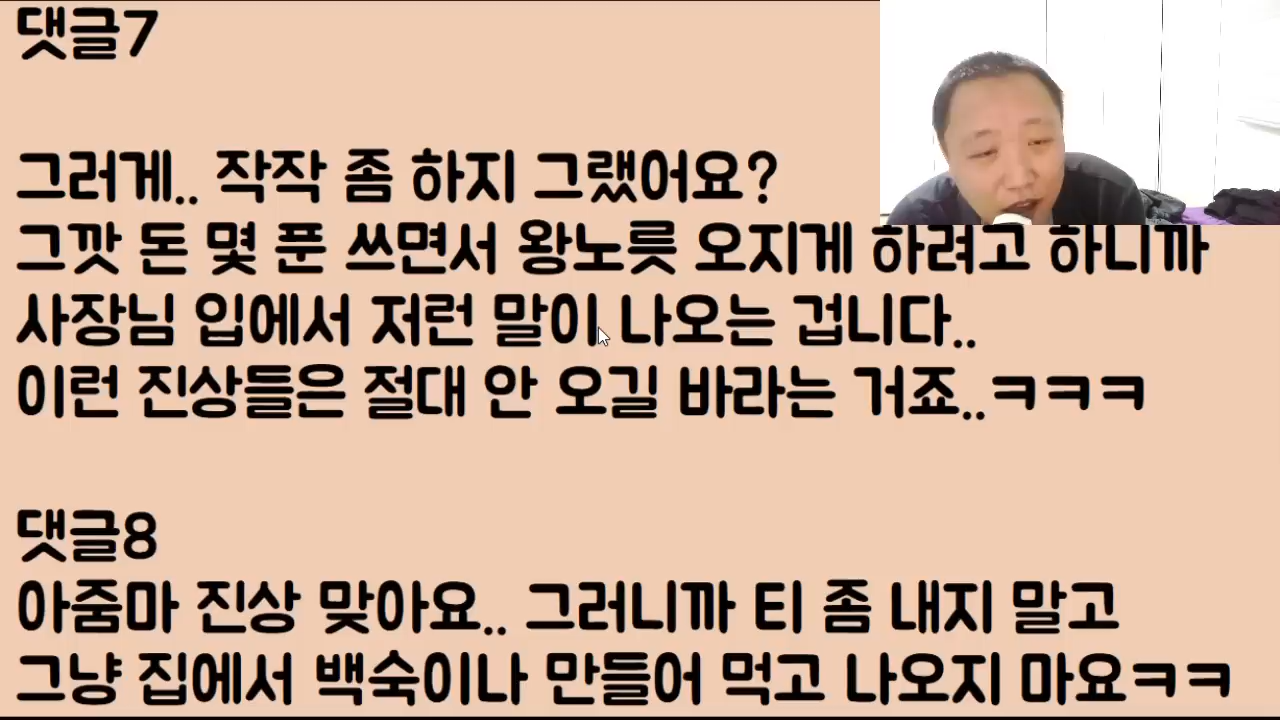 댓글7
그러게.. 작작 좀 하지 그랬어요?
그깟 돈 몇 푼 쓰면서 왕노릇 오지게 하려고 하니까
사장님 입에서 저런 말이 나오는 겁니다..
이런 진상들은 절대 안 오길 바라는 거죠..ㅋㅋㅋ
댓글8
아줌마 진상 맞아요.. 그러니까 티 좀 내지 말고
그냥 집에서 백숙이나 만들어 먹고 나오지 마요ㅋㅋ